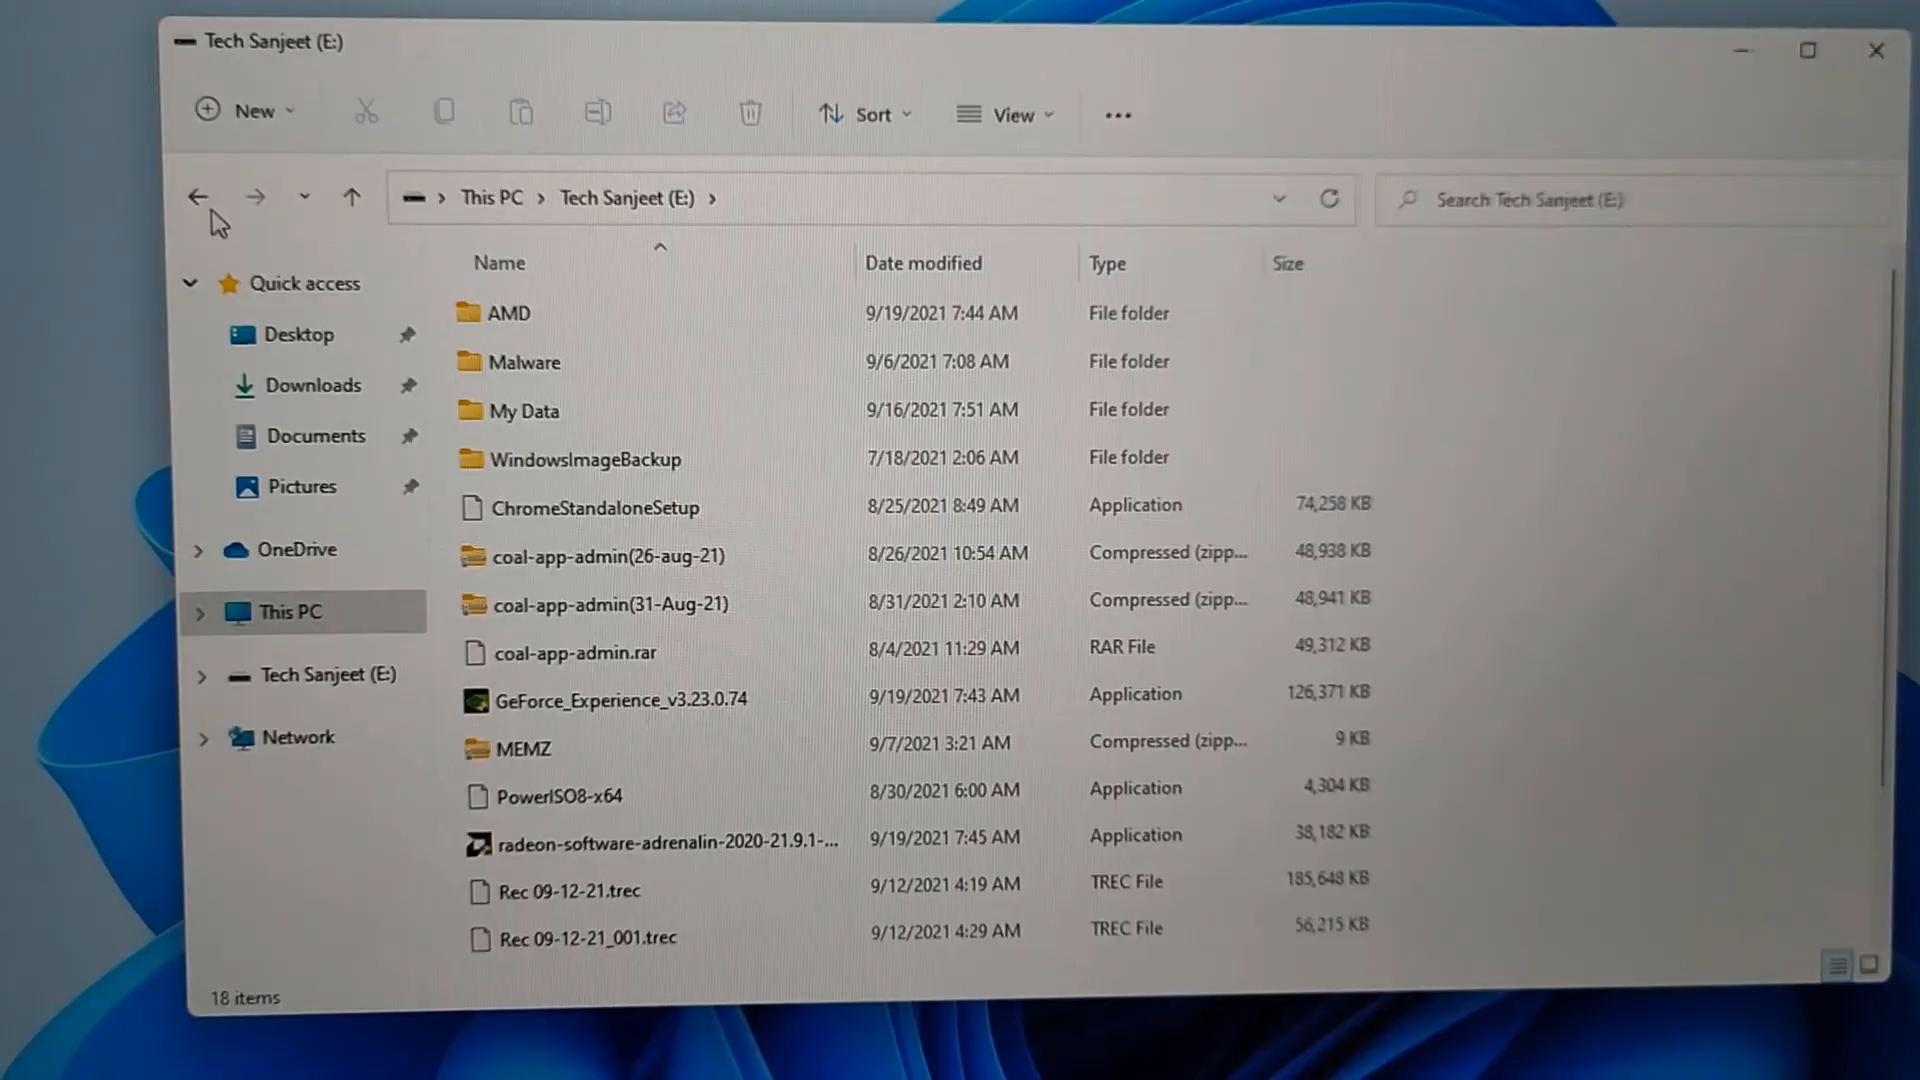 Tech Sanjeet (E:)
New
Sort
View
This PC
Tech Sanjeet (E:)
Search Tech Sanjeet (E:)
Name
Date modified
Type
Size
Quick access
Desktop
Downloads
Documents
Pictures
OneDrive
This PC
Tech Sanjeet (E:)
Network
AMD 9/19/2021 7:44 AM File folder
Malware 9/6/2021 7:08 AM File folder
My Data 9/16/2021 7:51 AM File folder
WindowsImageBackup 7/18/2021 2:06 AM File folder
ChromeStandaloneSetup 8/25/2021 8:49 AM Application 74,258 KB
coal-app-admin(26-aug-21) 8/26/2021 10:54 AM Compressed (zipp... 48,938 KB
coal-app-admin(31-Aug-21) 8/31/2021 2:10 AM Compressed (zipp... 48,941 KB
coal-app-admin.rar 8/4/2021 11:29 AM RAR File 49,312 KB
GeForce_Experience_v3.23.0.74 9/19/2021 7:43 AM Application 126,371 KB
MEMZ 9/7/2021 3:21 AM Compressed (zipp... 9 KB
PowerISO8-x64 8/30/2021 6:00 AM Application 4,304 KB
radeon-software-adrenalin-2020-21.9.1-... 9/19/2021 7:45 AM Application 38,182 KB
Rec 09-12-21.trec 9/12/2021 4:19 AM TREC File 185,648 KB
Rec 09-12-21_001.trec 9/12/2021 4:29 AM TREC File 56,215 KB
18 items